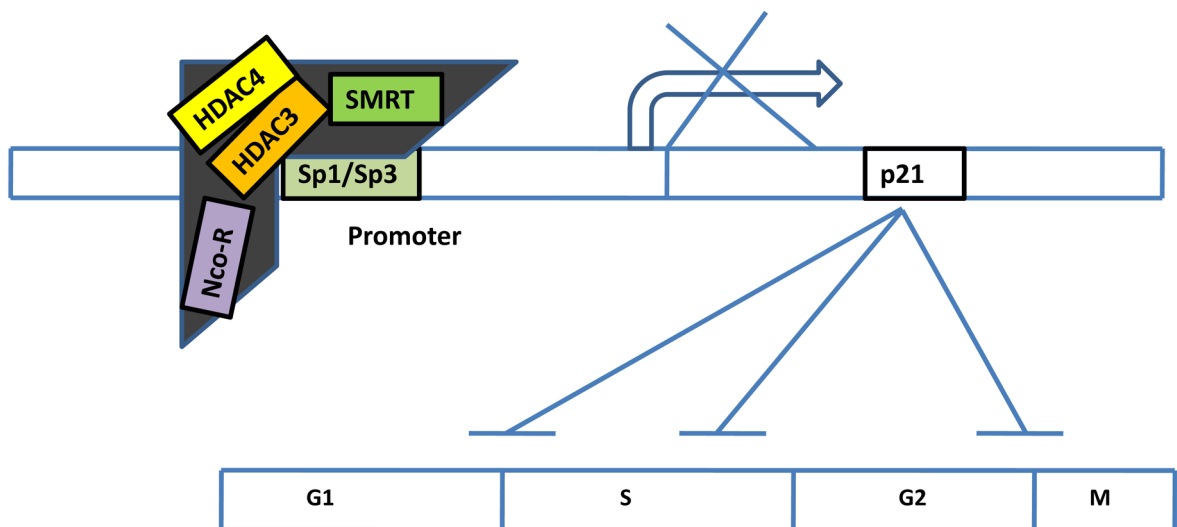 HDAC4
HDAC3
SMRT
Sp1/Sp3
p21
Nco-R
Promoter
G1
S
G2
M